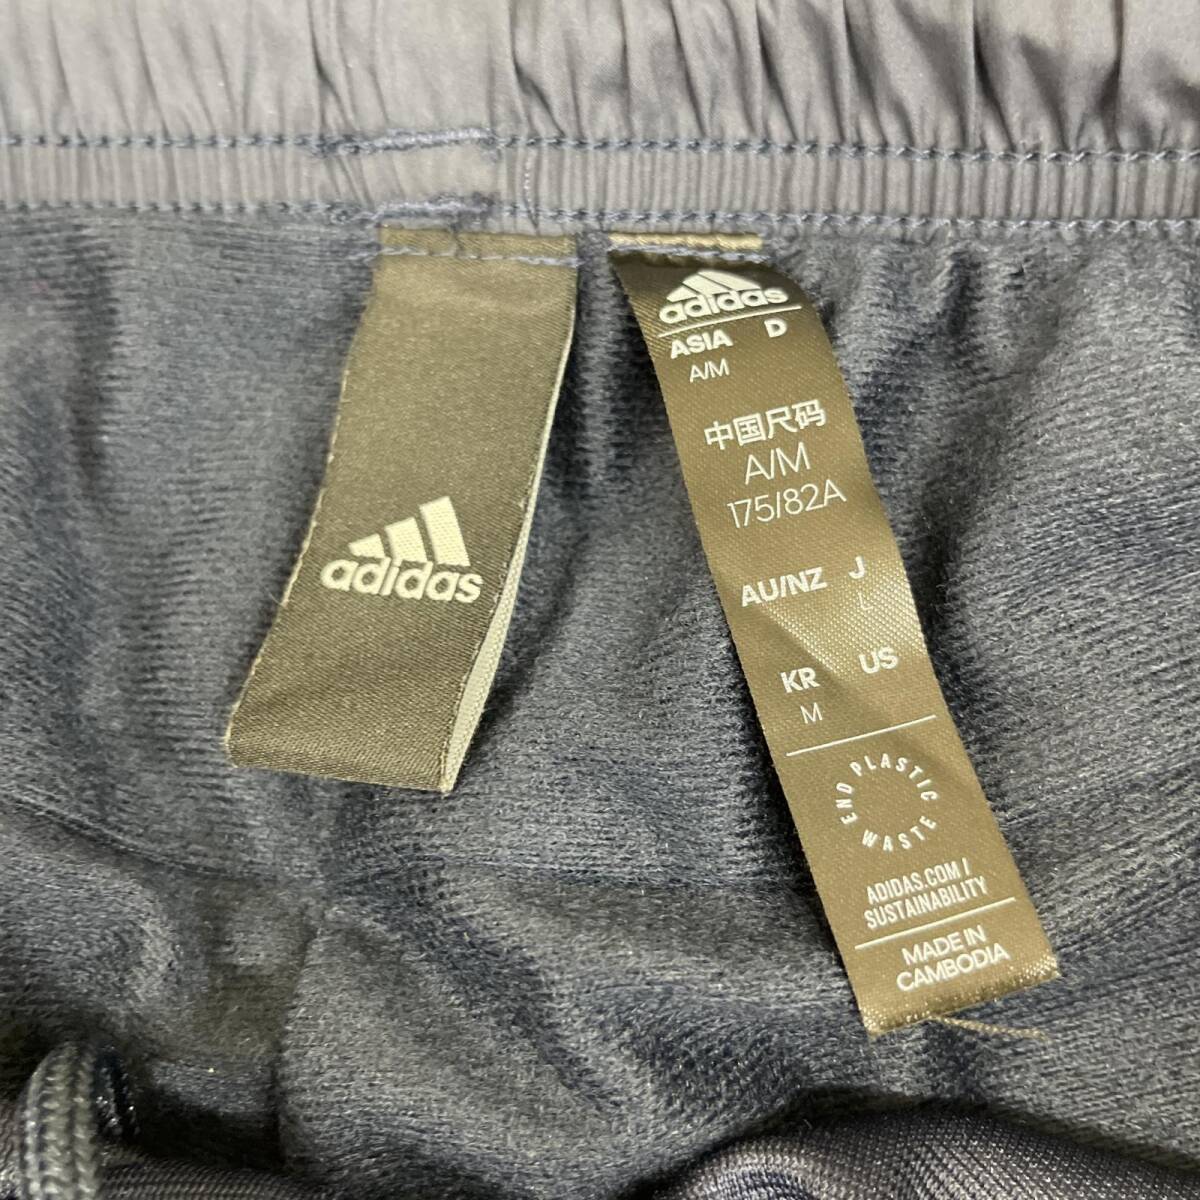 adidas
adidas
ASIA D
A/M
中国尺码
A/M
175/82A
AU/NZ J
L
KR US
M
END PLASTIC WASTE
ADIDAS.COM/
SUSTAINABILITY
MADE IN
CAMBODIA